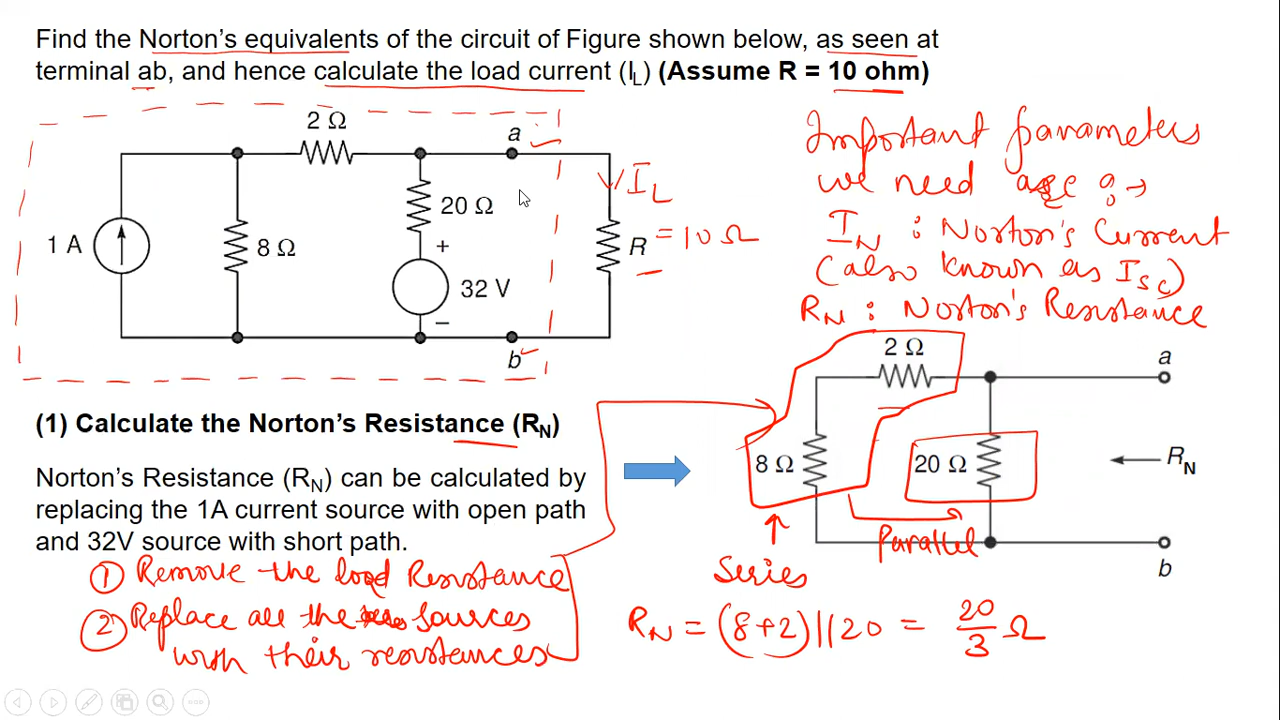 Find the Norton's equivalents of the circuit of Figure shown below, as seen at
terminal ab, and hence calculate the load current (IL) (Assume R = 10 ohm)
2 Ω
a
20 Ω
1 A
8 Ω
+
32 V
−
b
IL
R = 10 Ω
Important parameters
we need are :→
IN : Norton's Current
(also known as Isc)
RN : Norton's Resistance
2 Ω
a
8 Ω
20 Ω
RN
b
Series
Parallel
(1) Calculate the Norton's Resistance (RN)
Norton's Resistance (RN) can be calculated by
replacing the 1A current source with open path
and 32V source with short path.
① Remove the load Resistance
② Replace all the sources
with their resistances
RN = (8+2)||20 = 20/3 Ω